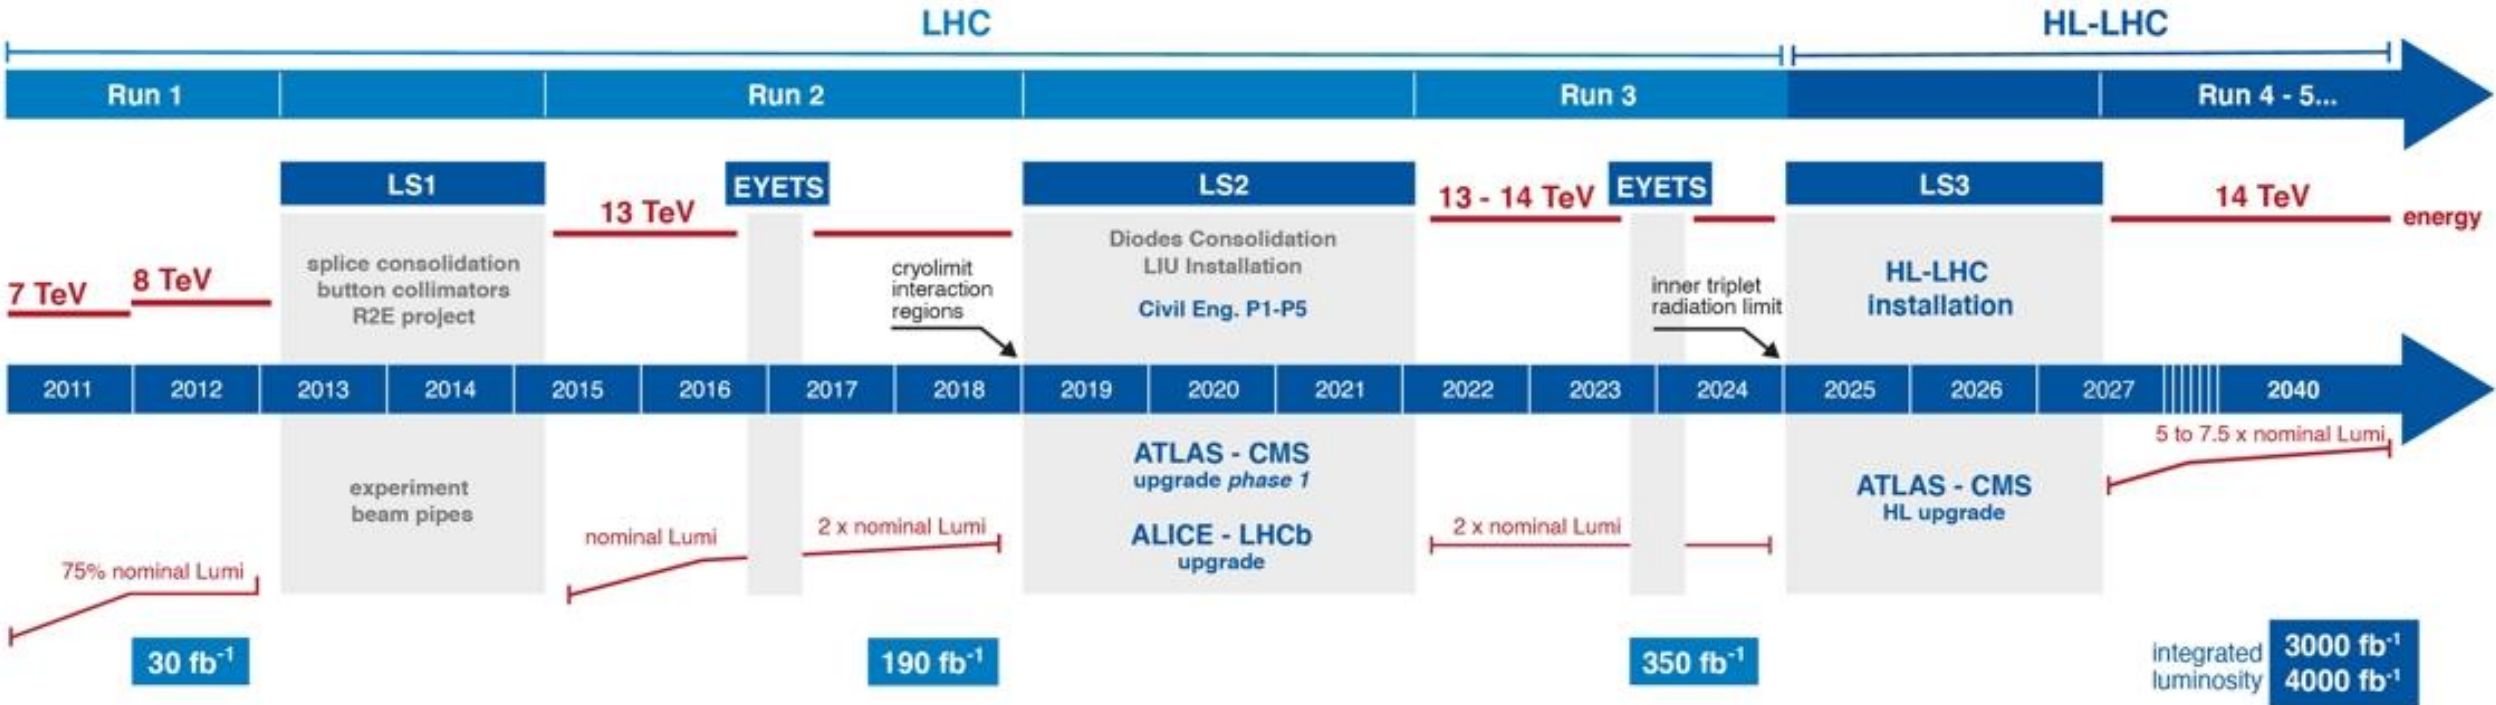 LHC
HL-LHC
Run 1
Run 2
Run 3
Run 4 - 5...
LS1
EYETS
LS2
EYETS
LS3
7 TeV
8 TeV
13 TeV
13 - 14 TeV
14 TeV
energy
splice consolidation
button collimators
R2E project
cryolimit
interaction
regions
Diodes Consolidation
LIU Installation
Civil Eng. P1-P5
inner triplet
radiation limit
HL-LHC
installation
2011
2012
2013
2014
2015
2016
2017
2018
2019
2020
2021
2022
2023
2024
2025
2026
2027
2040
75% nominal Lumi
experiment
beam pipes
nominal Lumi
2 x nominal Lumi
ATLAS - CMS
upgrade phase 1
ALICE - LHCb
upgrade
2 x nominal Lumi
ATLAS - CMS
HL upgrade
5 to 7.5 x nominal Lumi
30 fb⁻¹
190 fb⁻¹
350 fb⁻¹
integrated
luminosity
3000 fb⁻¹
4000 fb⁻¹